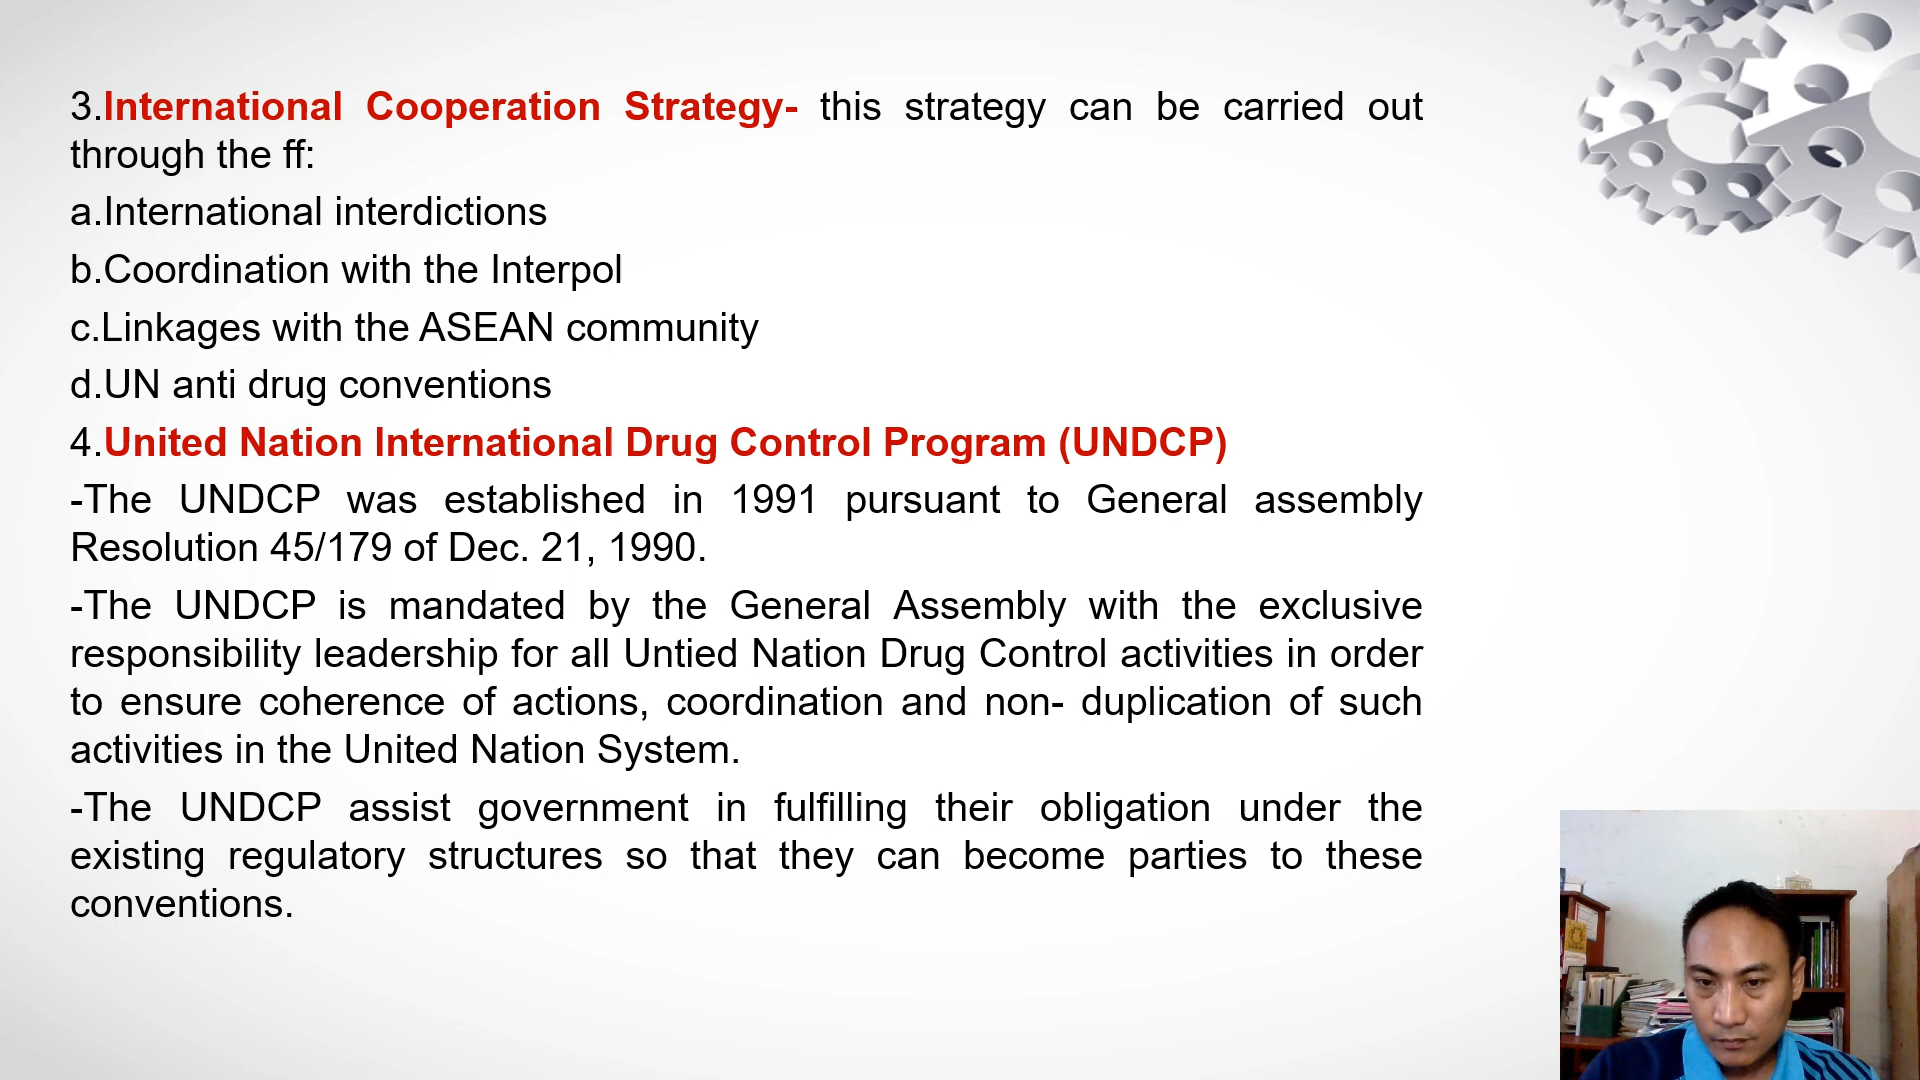 3.International Cooperation Strategy- this strategy can be carried out
through the ff:
a.International interdictions
b.Coordination with the Interpol
c.Linkages with the ASEAN community
d.UN anti drug conventions
4.United Nation International Drug Control Program (UNDCP)
-The UNDCP was established in 1991 pursuant to General assembly
Resolution 45/179 of Dec. 21, 1990.
-The UNDCP is mandated by the General Assembly with the exclusive
responsibility leadership for all Untied Nation Drug Control activities in order
to ensure coherence of actions, coordination and non- duplication of such
activities in the United Nation System.
-The UNDCP assist government in fulfilling their obligation under the
existing regulatory structures so that they can become parties to these
conventions.